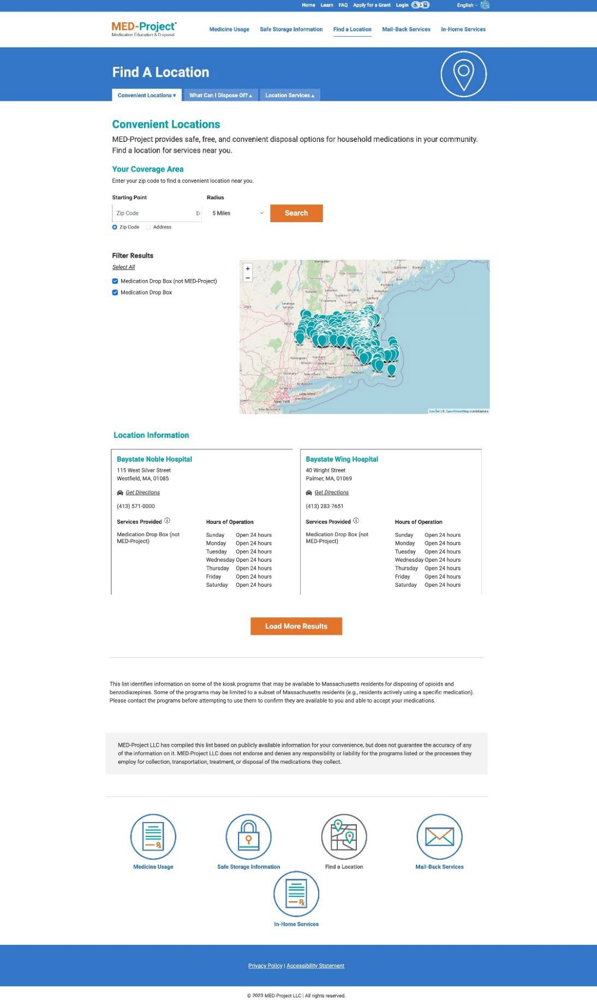 Home Learn FAQ Apply for a Grant Login English
MED-Project
Medication Education & Disposal
Medicine Usage Safe Storage Information Find a Location Mail-Back Services In-Home Services
Find A Location
Convenient Locations ▾ What Can I Dispose Of? ▴ Location Services ▴
Convenient Locations
MED-Project provides safe, free, and convenient disposal options for household medications in your community.
Find a location for services near you.
Your Coverage Area
Enter your zip code to find a convenient location near you.
Starting Point Radius
Zip Code 5 Miles Search
Zip Code Address
Filter Results
Select All
Medication Drop Box (not MED-Project)
Medication Drop Box
+
−
Montpelier
Gardiner Rockland
Lewiston
New Hampshire
Vermont
Bath
Portland
Rutland Lebanon Laconia Biddeford
Franklin
Sanford
Claremont Concord Dover
Saratoga
Springs
Utica
Albany
Torrington Hartford
Bristol New Britain
Connecticut
Danbury New Haven Newport
New London
Bridgeport
Yonkers
Long Island
Brentwood
New York
New Brunswick
Leaflet | © OpenStreetMap contributors
Location Information
Baystate Noble Hospital
115 West Silver Street
Westfield, MA, 01085
Get Directions
(413) 571-0000
Services Provided Hours of Operation
Medication Drop Box (not
MED-Project)
Sunday Open 24 hours
Monday Open 24 hours
Tuesday Open 24 hours
Wednesday Open 24 hours
Thursday Open 24 hours
Friday Open 24 hours
Saturday Open 24 hours
Baystate Wing Hospital
40 Wright Street
Palmer, MA, 01069
Get Directions
(413) 283-7651
Services Provided Hours of Operation
Medication Drop Box (not
MED-Project)
Sunday Open 24 hours
Monday Open 24 hours
Tuesday Open 24 hours
Wednesday Open 24 hours
Thursday Open 24 hours
Friday Open 24 hours
Saturday Open 24 hours
Load More Results
This list identifies information on some of the kiosk programs that may be available to Massachusetts residents for disposing of opioids and
benzodiazepines. Some of the programs may be limited to a subset of Massachusetts residents (e.g., residents actively using a specific medication).
Please contact the programs before attempting to use them to confirm they are available to you and able to accept your medications.
MED-Project LLC has compiled this list based on publicly available information for your convenience, but does not guarantee the accuracy of any
of the information on it. MED-Project LLC does not endorse and denies any responsibility or liability for the programs listed or the processes they
employ for collection, transportation, treatment, or disposal of the medications they collect.
Medicine Usage Safe Storage Information Find a Location Mail-Back Services
In-Home Services
Privacy Policy | Accessibility Statement
© 2023 MED-Project LLC | All rights reserved.